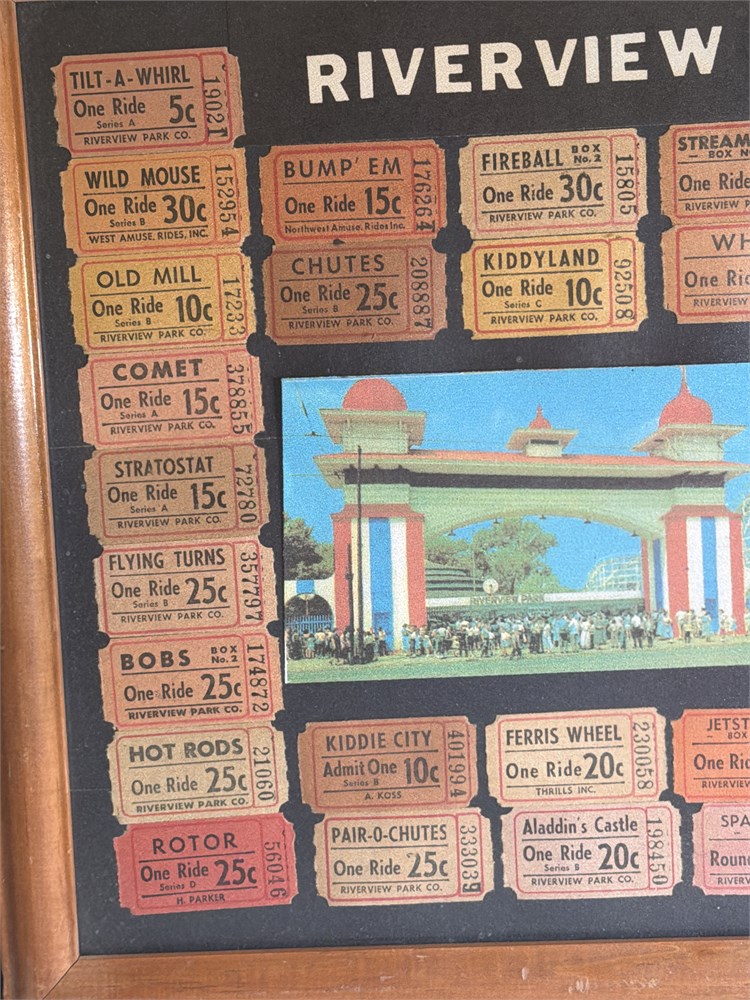 RIVERVIEW
TILT-A-WHIRL
One Ride 5c
Series A
RIVERVIEW PARK CO.
19021
WILD MOUSE
One Ride 30c
Series B
WEST AMUSE. RIDES, INC.
152954
OLD MILL
One Ride 10c
Series B
RIVERVIEW PARK CO.
17233
COMET
One Ride 15c
Series A
RIVERVIEW PARK CO.
378855
STRATOSTAT
One Ride 15c
Series A
RIVERVIEW PARK CO.
72780
FLYING TURNS
One Ride 25c
Series B
RIVERVIEW PARK CO.
357797
BOBS BOX No. 2
One Ride 25c
RIVERVIEW PARK CO.
174872
HOT RODS
One Ride 25c
RIVERVIEW PARK CO.
21060
ROTOR
One Ride 25c
Series D
H. PARKER
56046
BUMP' EM
One Ride 15c
Northwest Amuse. Rides Inc.
176261
CHUTES
One Ride 25c
Series B
RIVERVIEW PARK CO.
208887
FIREBALL BOX No. 2
One Ride 30c
RIVERVIEW PARK CO.
15805
KIDDYLAND
One Ride 10c
Series C
RIVERVIEW PARK CO.
92508
STREAM
– BOX N
One Ride
RIVERVIEW P
WH
One Ric
RIVERVIEW
RIVERVIEW PARK
KIDDIE CITY
Admit One 10c
Series B
A. KOSS
401994
PAIR-O-CHUTES
One Ride 25c
RIVERVIEW PARK CO.
333039
FERRIS WHEEL
One Ride 20c
THRILLS INC.
230058
Aladdin's Castle
One Ride 20c
Series B
RIVERVIEW PARK CO.
198450
JETST
– BOX
One Ric
RIVERVIEW
SPA
Roun
RIVERV